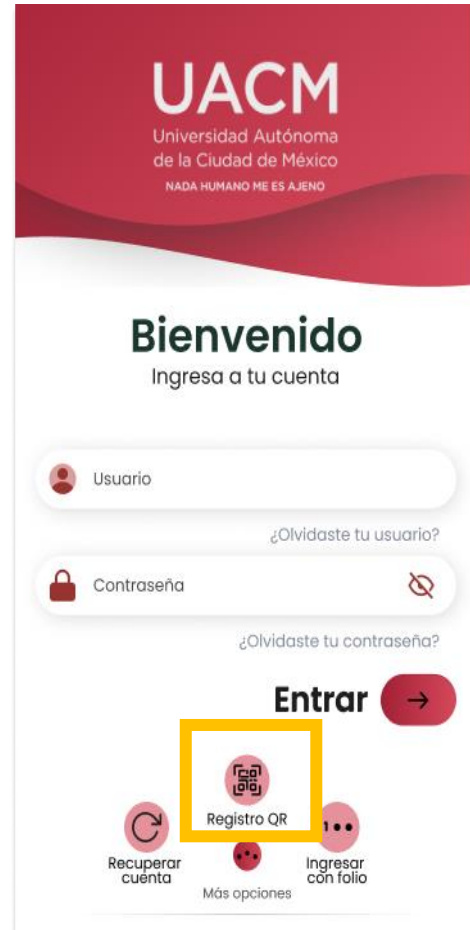 UACM
Universidad Autónoma
de la Ciudad de México
NADA HUMANO ME ES AJENO
Bienvenido
Ingresa a tu cuenta
Usuario
¿Olvidaste tu usuario?
Contraseña
¿Olvidaste tu contraseña?
Entrar
Registro QR
Recuperar
cuenta
Ingresar
con folio
Más opciones